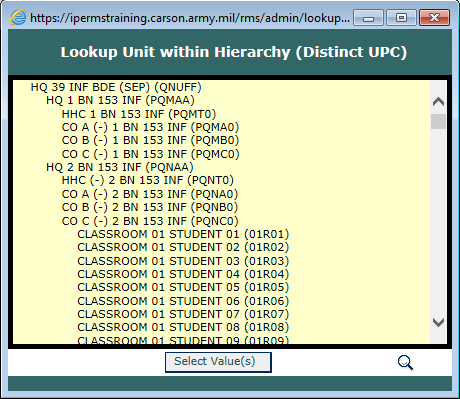 https://ipermstraining.carson.army.mil/rms/admin/lookup...
Lookup Unit within Hierarchy (Distinct UPC)
HQ 39 INF BDE (SEP) (QNUFF)
HQ 1 BN 153 INF (PQMAA)
HHC 1 BN 153 INF (PQMT0)
CO A (-) 1 BN 153 INF (PQMA0)
CO B (-) 1 BN 153 INF (PQMB0)
CO C (-) 1 BN 153 INF (PQMC0)
HQ 2 BN 153 INF (PQNAA)
HHC (-) 2 BN 153 INF (PQNT0)
CO A (-) 2 BN 153 INF (PQNA0)
CO B (-) 2 BN 153 INF (PQNB0)
CO C (-) 2 BN 153 INF (PQNC0)
CLASSROOM 01 STUDENT 01 (01R01)
CLASSROOM 01 STUDENT 02 (01R02)
CLASSROOM 01 STUDENT 03 (01R03)
CLASSROOM 01 STUDENT 04 (01R04)
CLASSROOM 01 STUDENT 05 (01R05)
CLASSROOM 01 STUDENT 06 (01R06)
CLASSROOM 01 STUDENT 07 (01R07)
CLASSROOM 01 STUDENT 08 (01R08)
CLASSROOM 01 STUDENT 09 (01R09)
Select Value(s)